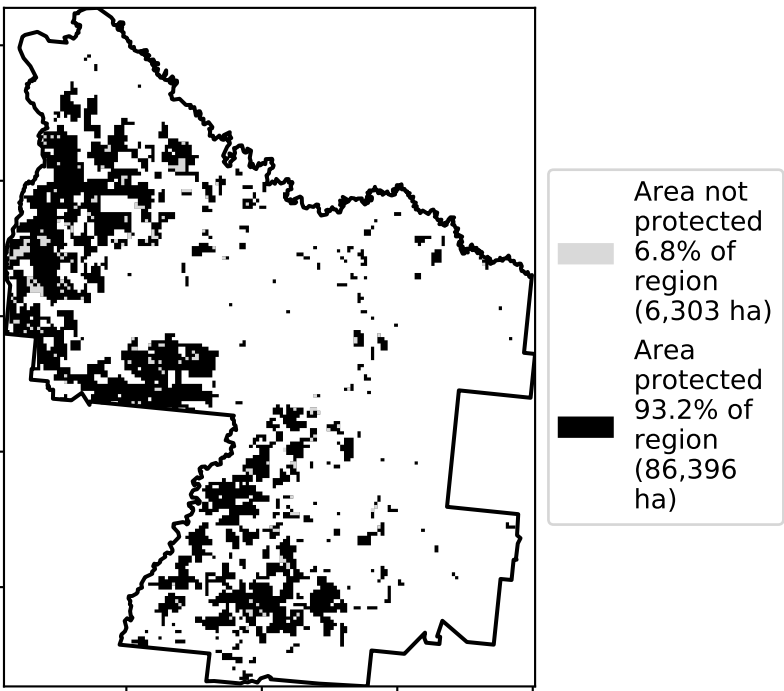 Area not
protected
6.8% of
region
(6,303 ha)
Area
protected
93.2% of
region
(86,396
ha)